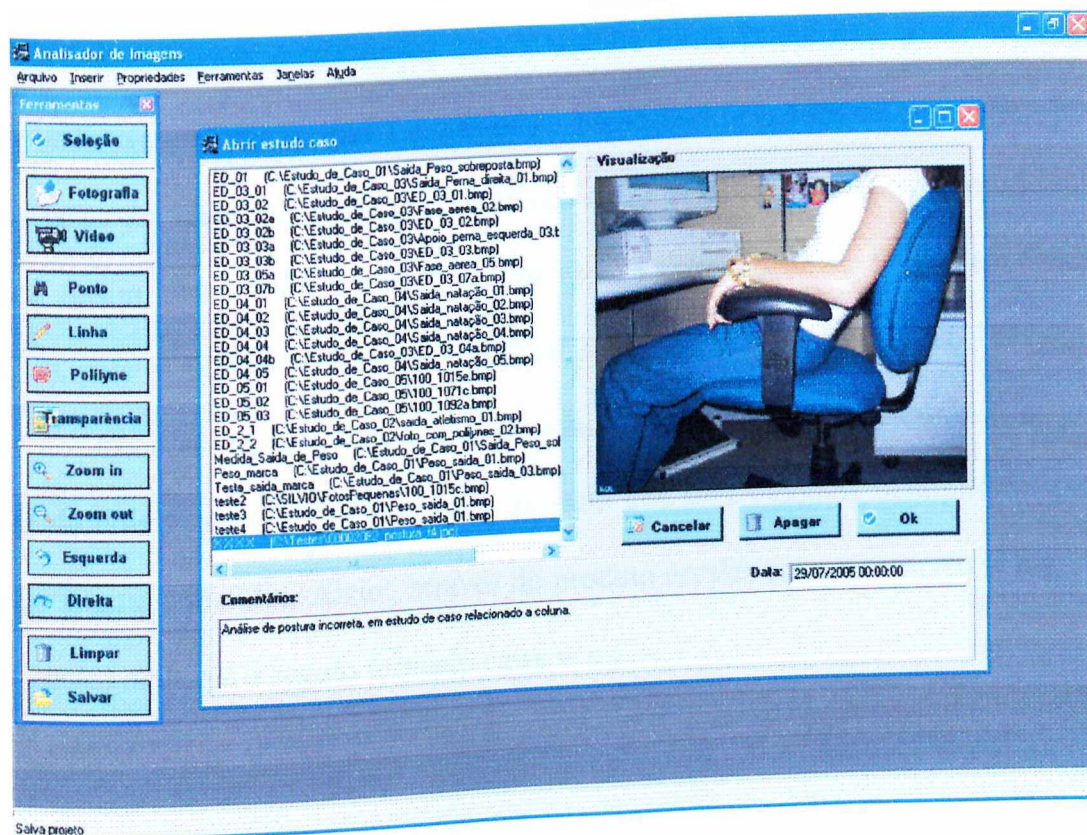 Analisador de Imagens
Arquivo Inserir Propriedades Ferramentas Janelas Ajuda
Ferramentas
Seleção
Fotografia
Vídeo
Ponto
Linha
Poliyne
Transparência
Zoom in
Zoom out
Esquerda
Direita
Limpar
Salvar
Abrir estudo caso
ED_01 (C:\Estudo_de_Caso_01\Saida_Peso_sobreposta.bmp)
ED_03_01 (C:\Estudo_de_Caso_03\Saida_Perna_direita_01.bmp)
ED_03_02 (C:\Estudo_de_Caso_03\ED_03_01.bmp)
ED_03_02a (C:\Estudo_de_Caso_03\Fase_aerea_02.bmp)
ED_03_02b (C:\Estudo_de_Caso_03\ED_03_02.bmp)
ED_03_03a (C:\Estudo_de_Caso_03\Apoio_perna_esquerda_03.b
ED_03_03b (C:\Estudo_de_Caso_03\ED_03_03.bmp)
ED_03_05a (C:\Estudo_de_Caso_03\Fase_aerea_05.bmp)
ED_03_07b (C:\Estudo_de_Caso_03\ED_03_07a.bmp)
ED_04_01 (C:\Estudo_de_Caso_04\Saida_natação_01.bmp)
ED_04_02 (C:\Estudo_de_Caso_04\Saida_natação_02.bmp)
ED_04_03 (C:\Estudo_de_Caso_04\Saida_natação_03.bmp)
ED_04_04 (C:\Estudo_de_Caso_04\Saida_natação_04.bmp)
ED_04_04b (C:\Estudo_de_Caso_03\ED_03_04a.bmp)
ED_04_05 (C:\Estudo_de_Caso_04\Saida_natação_05.bmp)
ED_05_01 (C:\Estudo_de_Caso_05\100_1015e.bmp)
ED_05_02 (C:\Estudo_de_Caso_05\100_1071c.bmp)
ED_05_03 (C:\Estudo_de_Caso_05\100_1092a.bmp)
ED_2_1 (C:\Estudo_de_Caso_02\saida_atletismo_01.bmp)
ED_2_2 (C:\Estudo_de_Caso_02\foto_com_polijnas_02.bmp)
Medida_Saida_de_Peso (C:\Estudo_de_Caso_01\Saida_Peso_sol
Peso_marca (C:\Estudo_de_Caso_01\Peso_saida_01.bmp)
Testa_saida_marca (C:\Estudo_de_Caso_01\Peso_saida_03.bmp)
teste2 (C:\SILVIO\FotosPequenas\100_1015c.bmp)
teste3 (C:\Estudo_de_Caso_01\Peso_saida_01.bmp)
teste4 (C:\Estudo_de_Caso_01\Peso_saida_01.bmp)
Visualização
Cancelar
Apagar
Ok
Data: 29/07/2005 00:00:00
Comentários:
Análise de postura incorreta, em estudo de caso relacionado a coluna.
Salva projeto